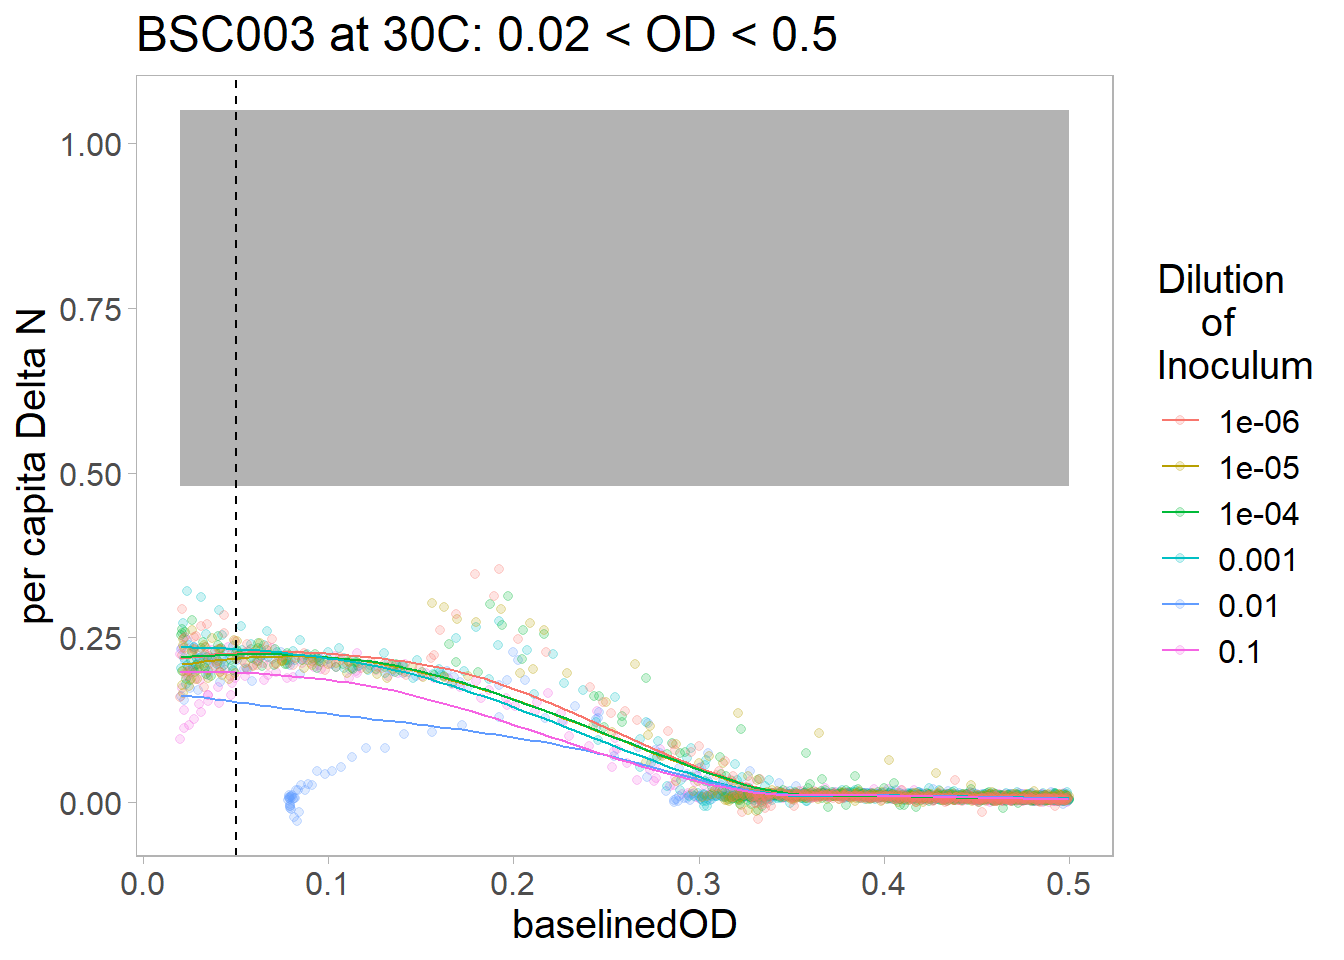 BSC003 at 30C: 0.02 < OD < 0.5
per capita Delta N
1.00
0.75
0.50
0.25
0.00
0.0
0.1
0.2
0.3
0.4
0.5
baselinedOD
Dilution
of
Inoculum
1e-06
1e-05
1e-04
0.001
0.01
0.1